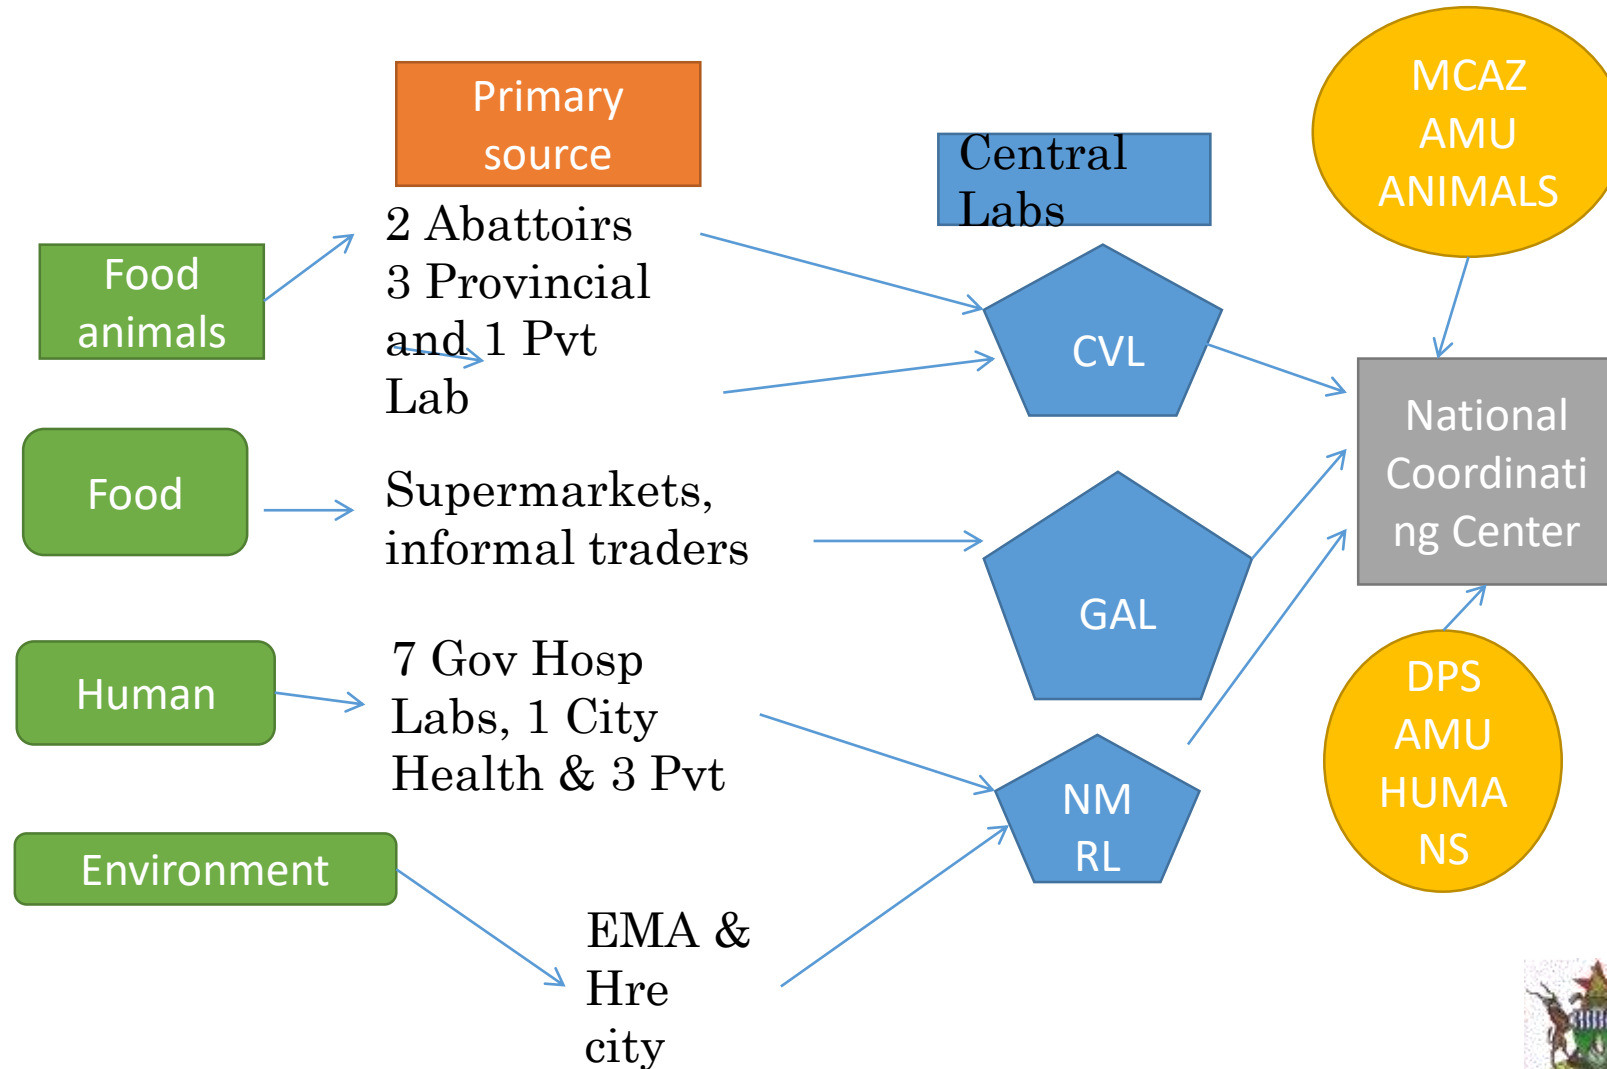 Primary
source
Central
Labs
MCAZ
AMU
ANIMALS
Food
animals
2 Abattoirs
3 Provincial
and 1 Pvt
Lab
CVL
National
Coordinati
ng Center
Food
Supermarkets,
informal traders
GAL
Human
7 Gov Hosp
Labs, 1 City
Health & 3 Pvt
NM
RL
DPS
AMU
HUMA
NS
Environment
EMA &
Hre
city